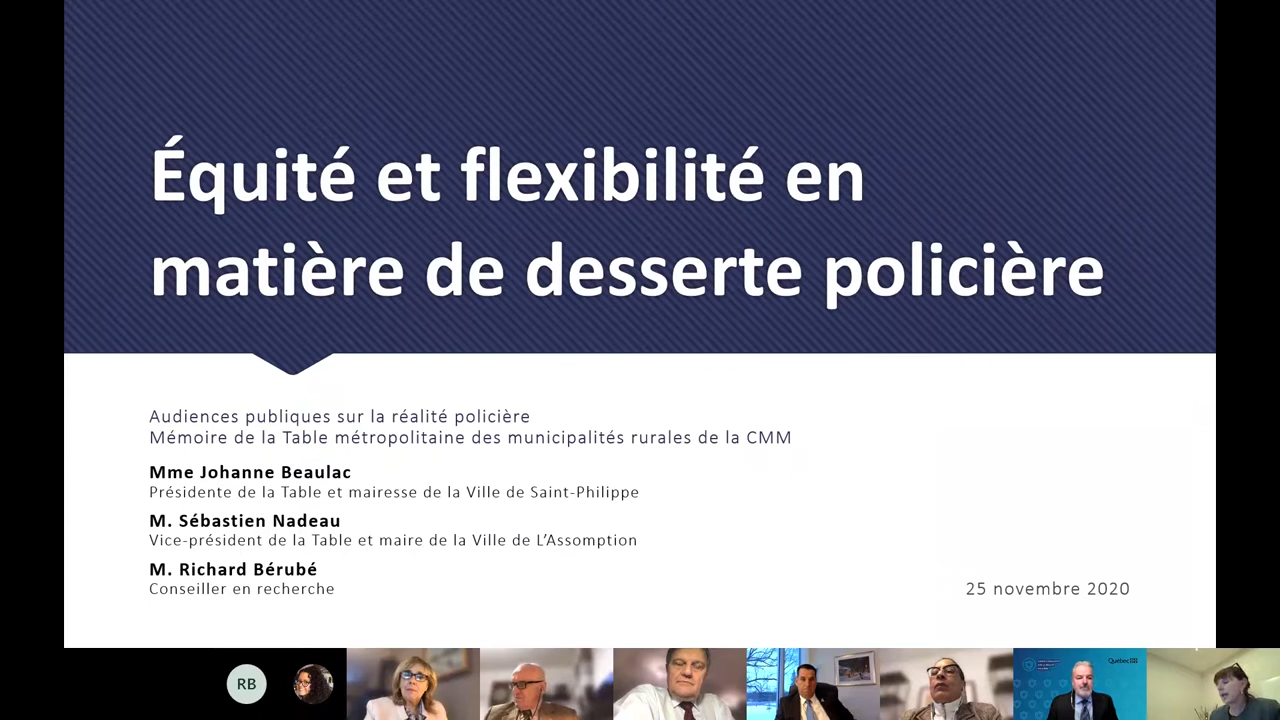 Équité et flexibilité en
matière de desserte policière
Audiences publiques sur la réalité policière
Mémoire de la Table métropolitaine des municipalités rurales de la CMM
Mme Johanne Beaulac
Présidente de la Table et mairesse de la Ville de Saint-Philippe
M. Sébastien Nadeau
Vice-président de la Table et maire de la Ville de L’Assomption
M. Richard Bérubé
Conseiller en recherche
25 novembre 2020
RB
Québec